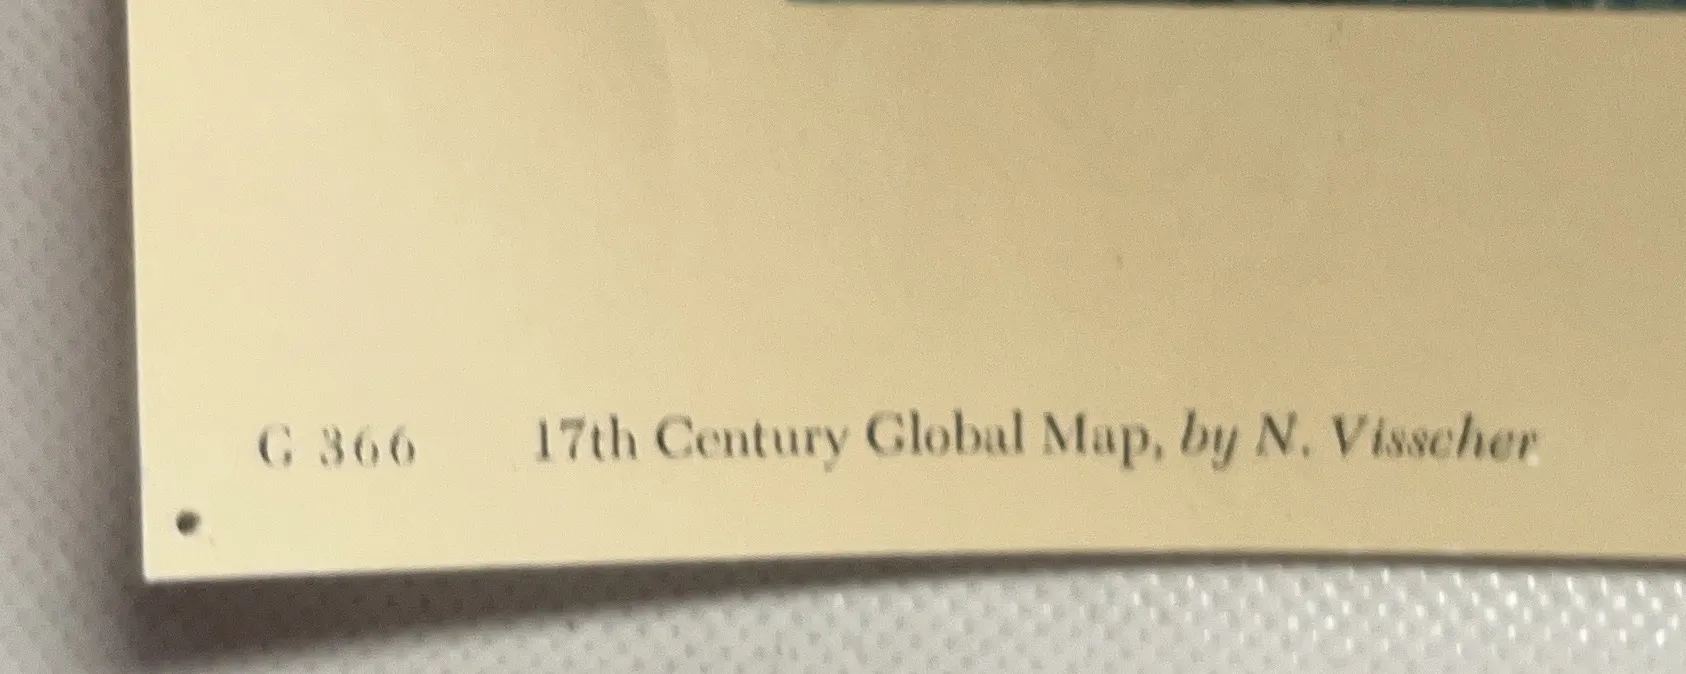 G 366 17th Century Global Map, by N. Visscher